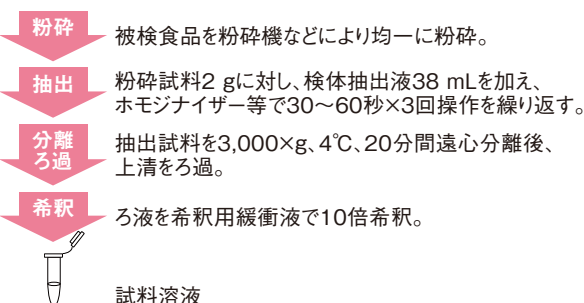 粉砕
被検食品を粉砕機などにより均一に粉砕。
抽出
粉砕試料2 gに対し、検体抽出液38 mLを加え、
ホモジナイザー等で30～60秒×3回操作を繰り返す。
分離
ろ過
抽出試料を3,000×g、4℃、20分間遠心分離後、
上清をろ過。
希釈
ろ液を希釈用緩衝液で10倍希釈。
試料溶液